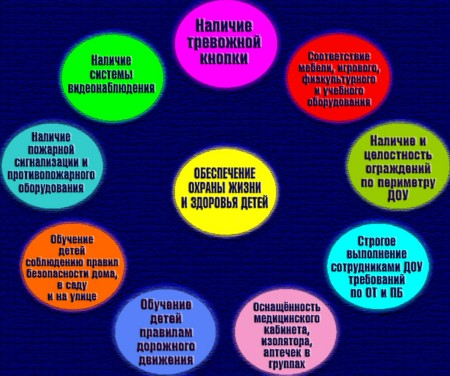 Наличие
тревожной
кнопки
Наличие
системы
видеонаблюдения
Соответствие
мебели, игрового,
физкультурного
и учебного
оборудования
Наличие
пожарной
сигнализации и
противопожарного
оборудования
ОБЕСПЕЧЕНИЕ
ОХРАНЫ ЖИЗНИ
И ЗДОРОВЬЯ ДЕТЕЙ
Наличие и
целостность
ограждений
по периметру
ДОУ
Обучение
детей
соблюдению правил
безопасности дома,
в саду
и на улице
Строгое
выполнение
сотрудниками ДОУ
требований
по ОТ и ПБ
Обучение
детей
правилам
дорожного
движения
Оснащённость
медицинского
кабинета,
изолятора,
аптечек в
группах